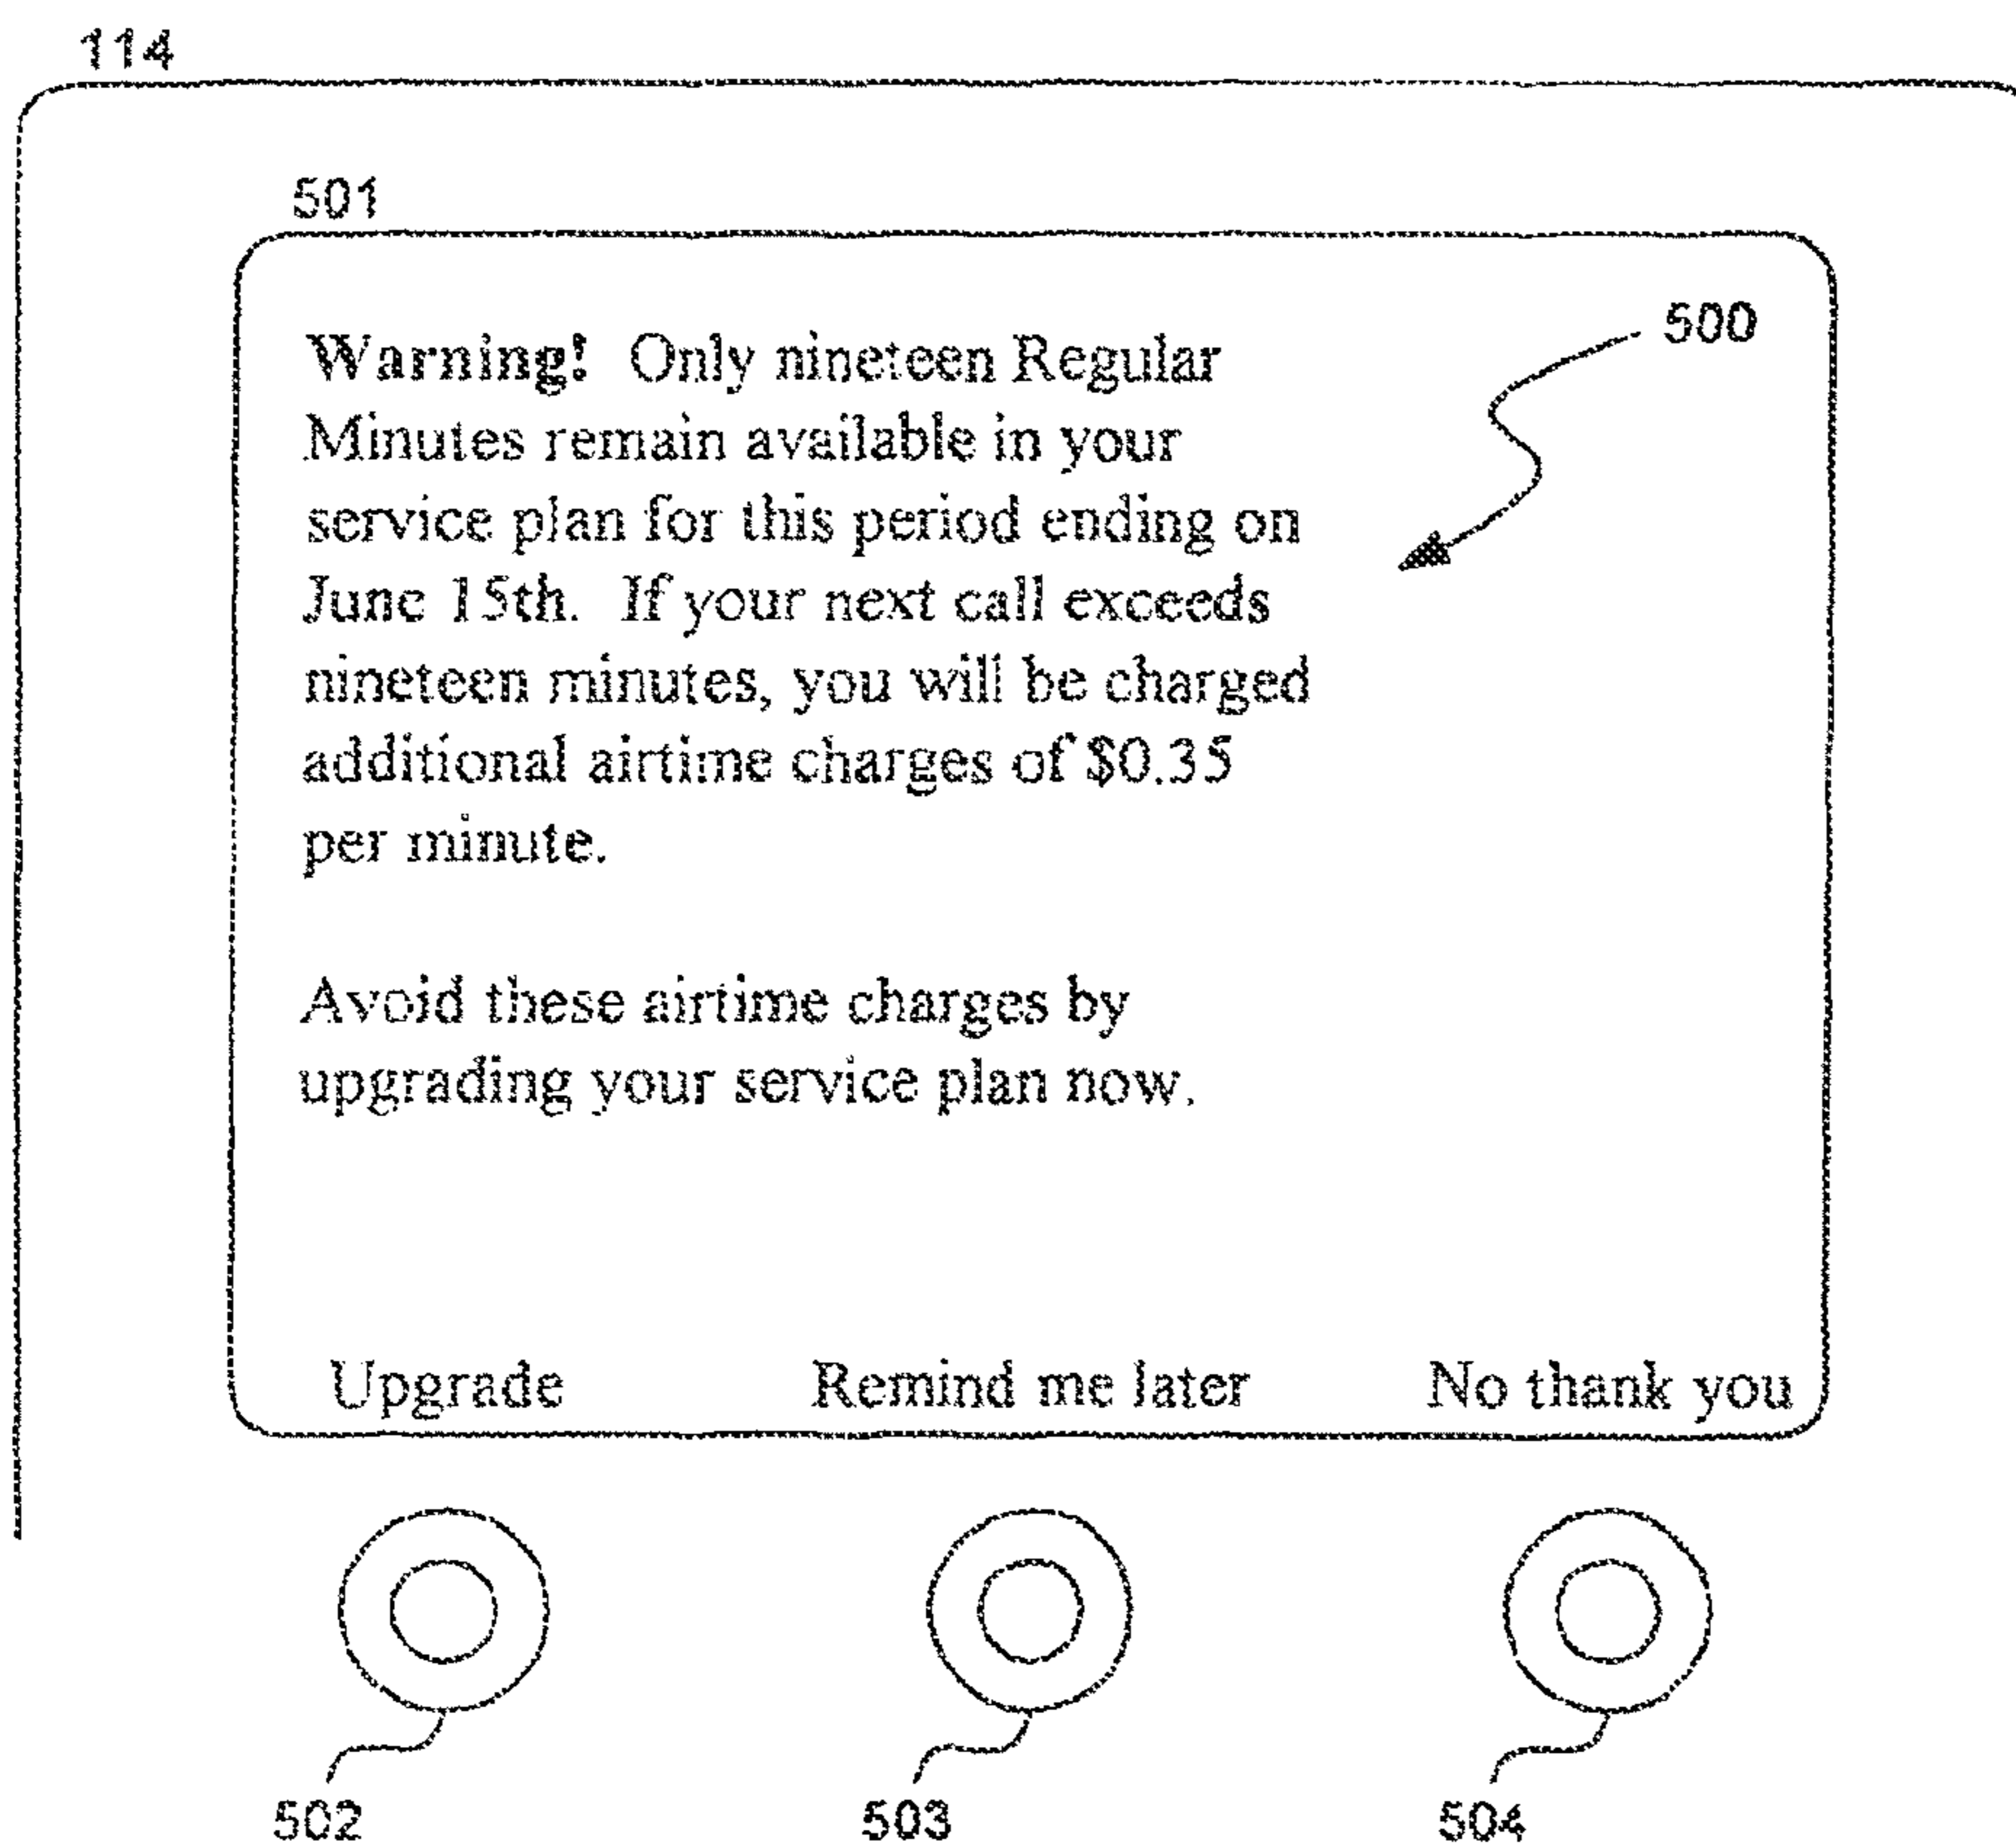 114
501
500
Warning! Only nineteen Regular
Minutes remain available in your
service plan for this period ending on
June 15th. If your next call exceeds
nineteen minutes, you will be charged
additional airtime charges of $0.35
per minute.
Avoid these airtime charges by
upgrading your service plan now.
Upgrade Remind me later No thank you
502 503 504